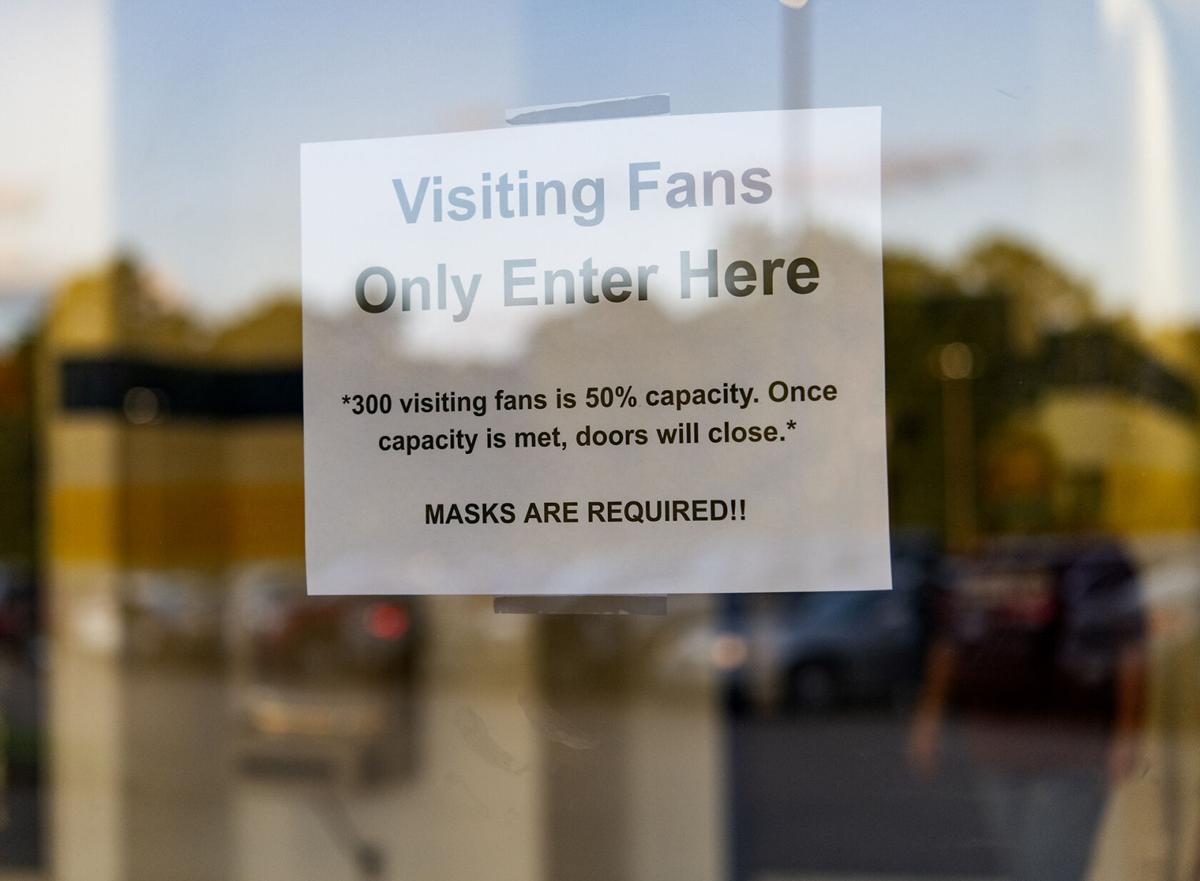 Visiting Fans
Only Enter Here
*300 visiting fans is 50% capacity. Once
capacity is met, doors will close.*
MASKS ARE REQUIRED!!